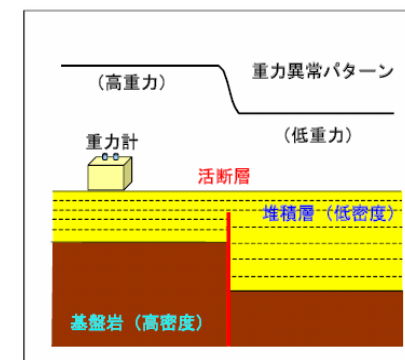 重力異常パターン
(高重力)
(低重力)
重力計
活断層
堆積層(低密度)
基盤岩(高密度)